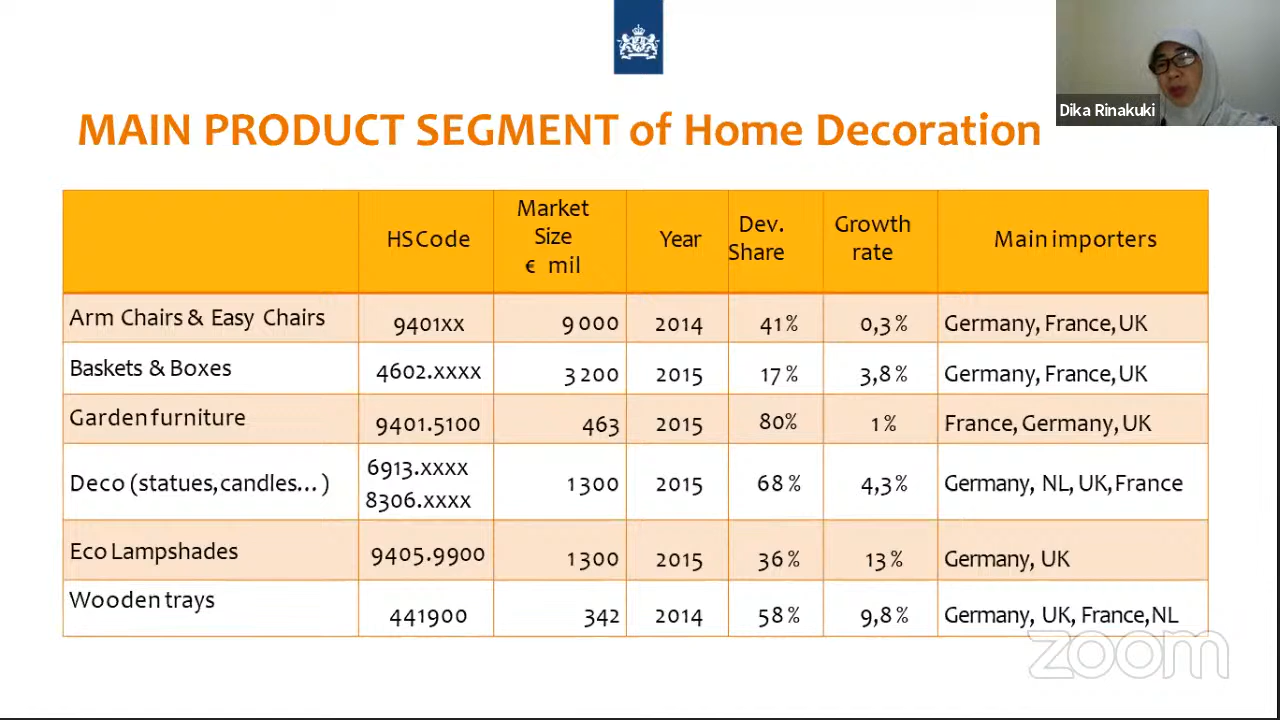 Dika Rinakuki
MAIN PRODUCT SEGMENT of Home Decoration
HS Code Market Size € mil Year Dev. Share Growth rate Main importers
Arm Chairs & Easy Chairs 9401xx 9 000 2014 41 % 0,3 % Germany, France, UK
Baskets & Boxes 4602.xxxx 3 200 2015 17 % 3,8 % Germany, France, UK
Garden furniture 9401.5100 463 2015 80% 1 % France, Germany, UK
Deco (statues, candles... ) 6913.xxxx 8306.xxxx 1300 2015 68 % 4,3 % Germany, NL, UK, France
Eco Lampshades 9405.9900 1300 2015 36 % 13 % Germany, UK
Wooden trays 441900 342 2014 58 % 9,8 % Germany, UK, France, NL
zoom